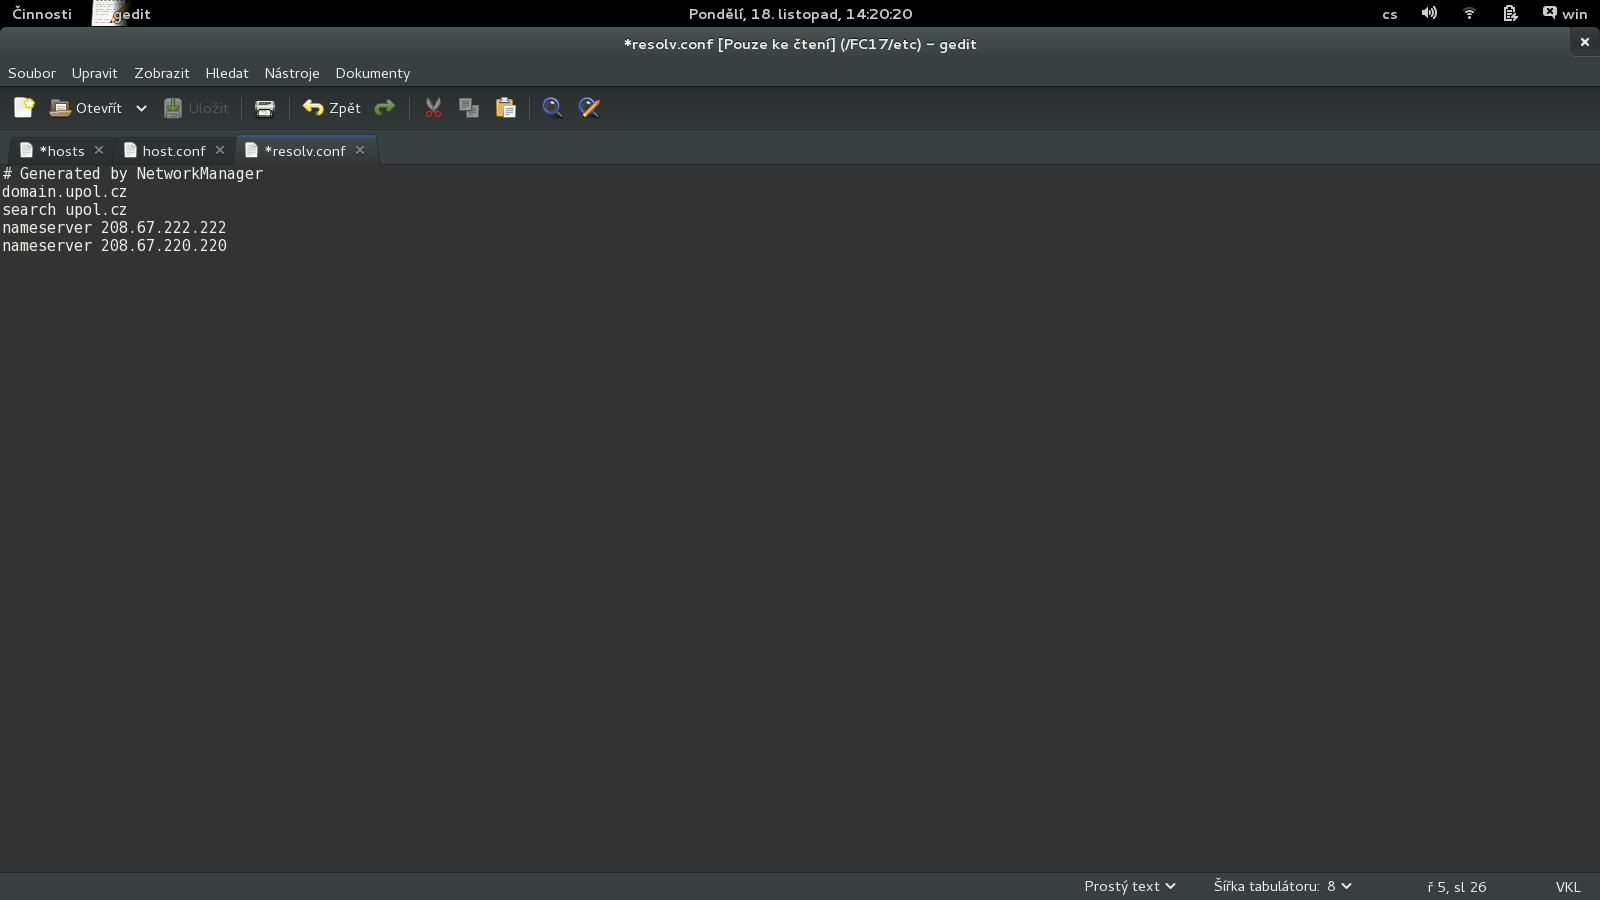 Činnosti gedit Pondělí, 18. listopad, 14:20:20 cs win
*resolv.conf [Pouze ke čtení] (/FC17/etc) – gedit
Soubor Upravit Zobrazit Hledat Nástroje Dokumenty
Otevřít Uložit Zpět
*hosts host.conf *resolv.conf
# Generated by NetworkManager
domain.upol.cz
search upol.cz
nameserver 208.67.222.222
nameserver 208.67.220.220
Prostý text Šířka tabulátoru: 8 ř 5, sl 26 VKL